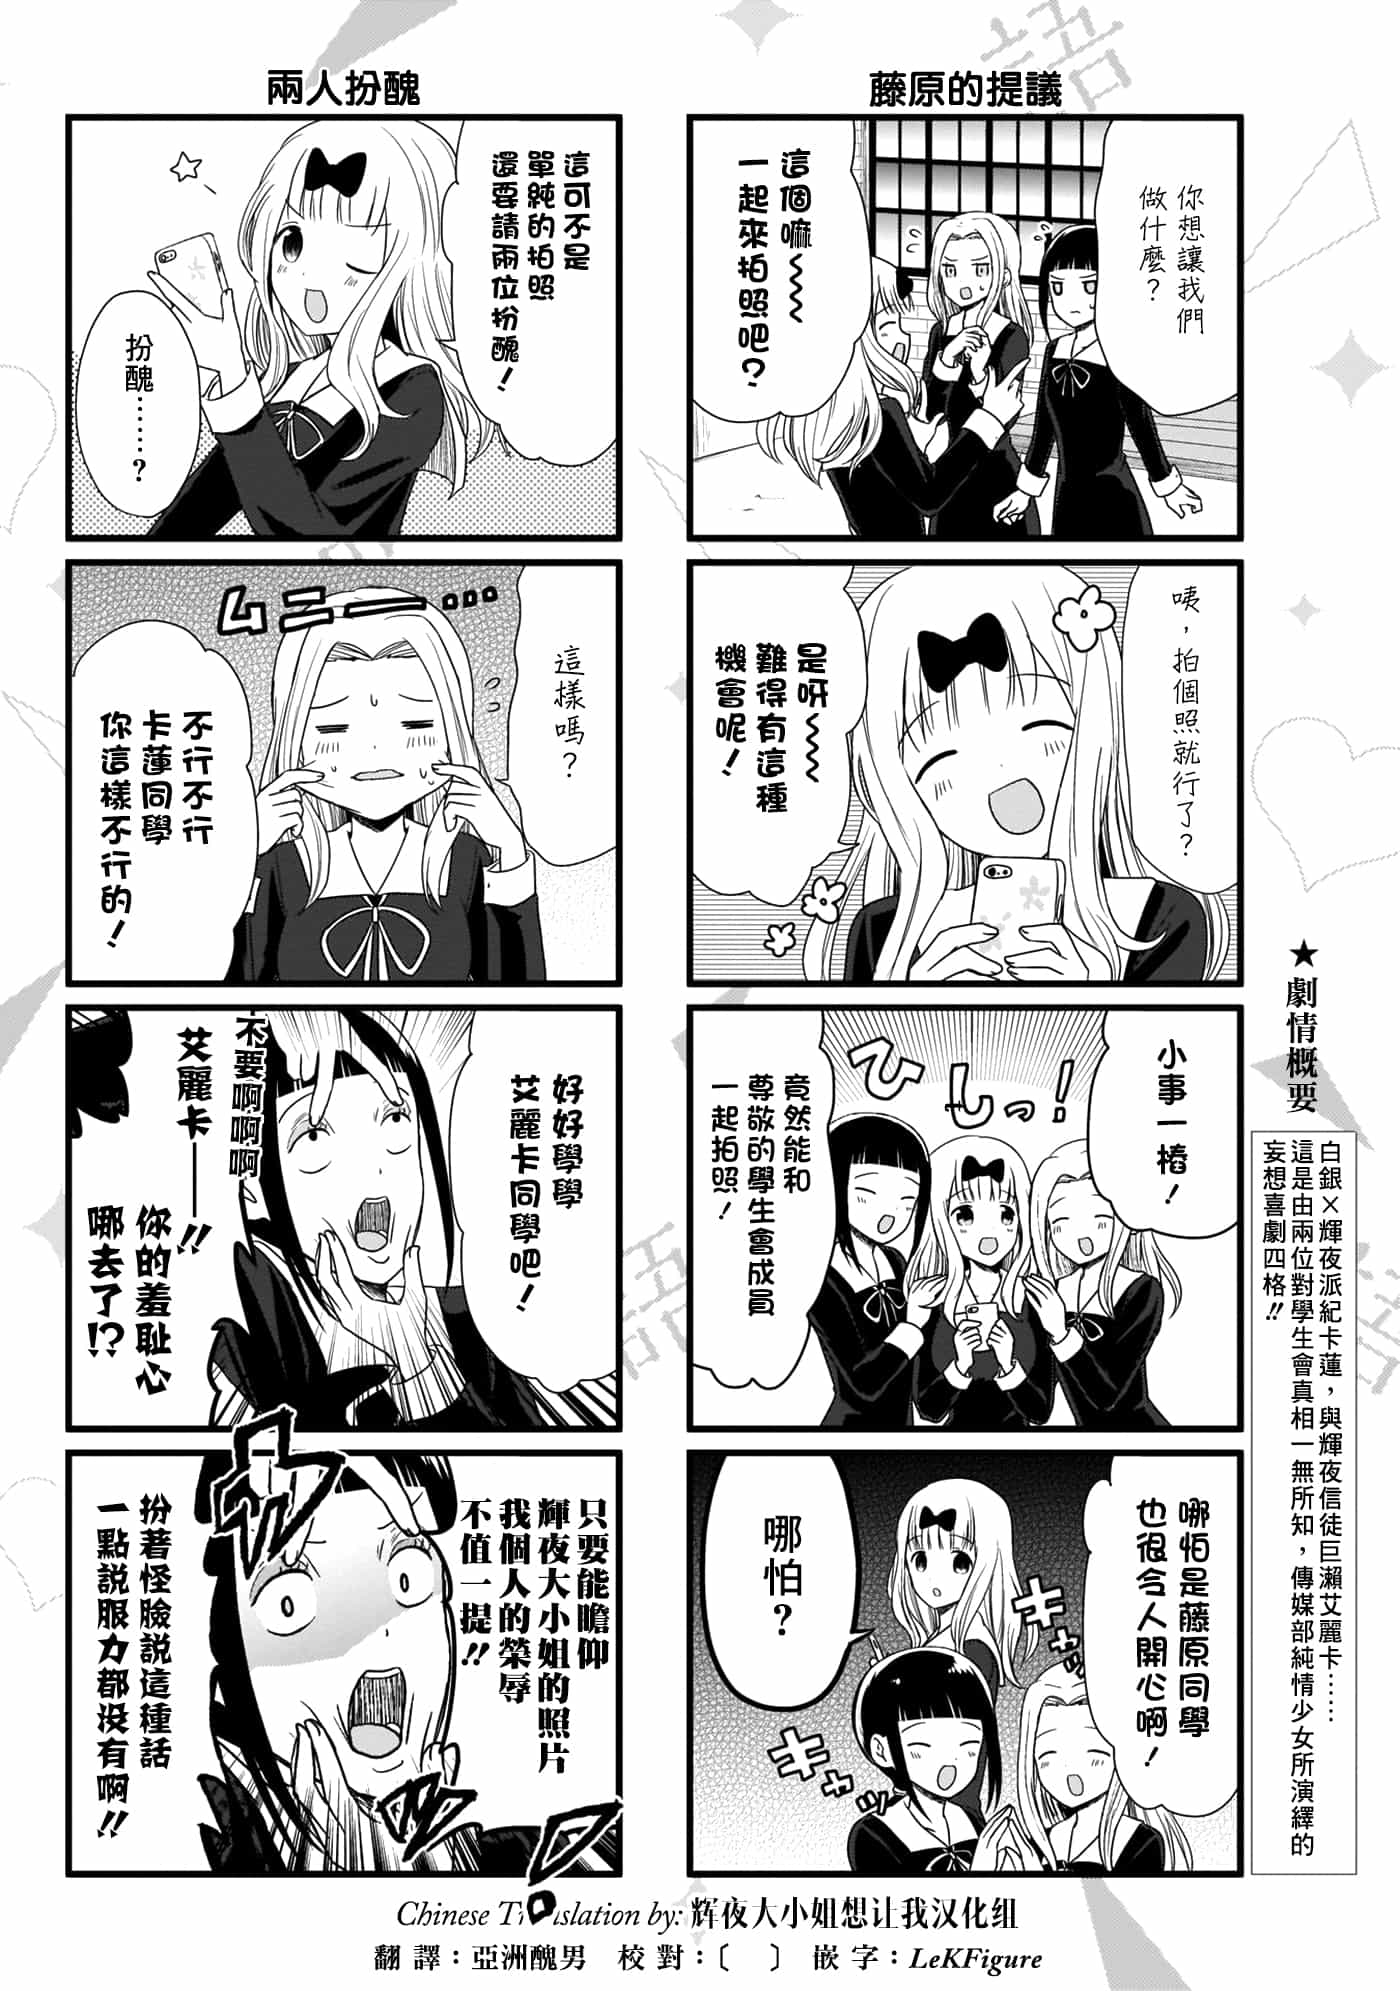 藤原的提議
你想讓我們
做什麼？
這個嘛～～～
一起來拍照吧？
咦，拍個照就行了？
是呀～～
難得有這種
機會呢！
小事一樁！
ひしっ！
竟然能和
尊敬的學生會成員
一起拍照！
哪怕是藤原同學
也很令人開心啊！
哪怕？
キャッ
キャッ
兩人扮醜
這可不是
單純的拍照
還要請兩位扮醜！
扮醜……？
ムニー…
這樣嗎？
不行不行
卡蓮同學
你這樣不行的！
好好學學
艾麗卡同學吧！
不要啊啊啊啊
艾麗卡——!!
你的羞耻心
哪去了!?
只要能瞻仰
輝夜大小姐的照片
我個人的榮辱
不值一提!!
扮著怪臉説這種話
一點説服力都没有啊!!
★劇情概要
白銀×輝夜派紀卡蓮，與輝夜信徒巨瀨艾麗卡……
這是由兩位對學生會真相一無所知，傳媒部純情少女所演繹的
妄想喜劇四格!!
Chinese Translation by: 辉夜大小姐想让我汉化组
翻譯：亞洲醜男 校對：〔 〕 嵌字：LeKFigure